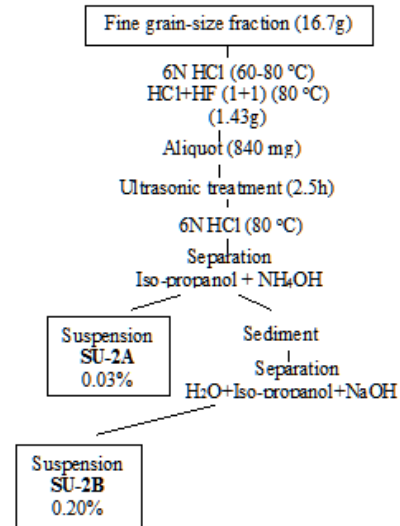 Fine grain-size fraction (16.7g)
6N HCl (60-80 °C)
HCl+HF (1+1) (80 °C)
(1.43g)
Aliquot (840 mg)
Ultrasonic treatment (2.5h)
6N HCl (80 °C)
Separation
Iso-propanol + NH₄OH
Suspension
SU-2A
0.03%
Sediment
Separation
H₂O+Iso-propanol+NaOH
Suspension
SU-2B
0.20%